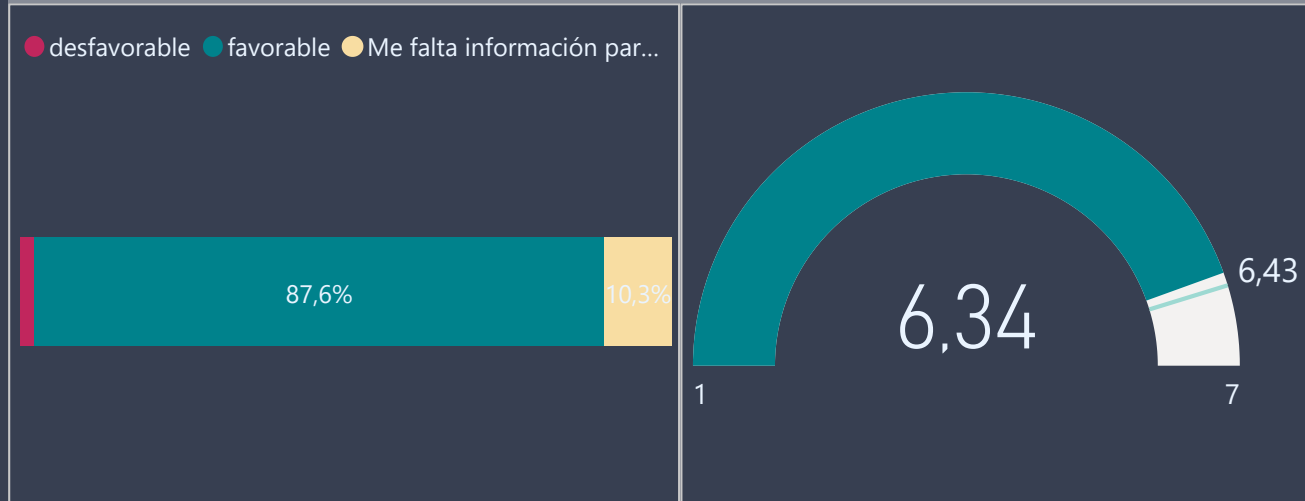 desfavorable favorable Me falta información par...
87,6% 10,3%
6,43
6,34
1 7